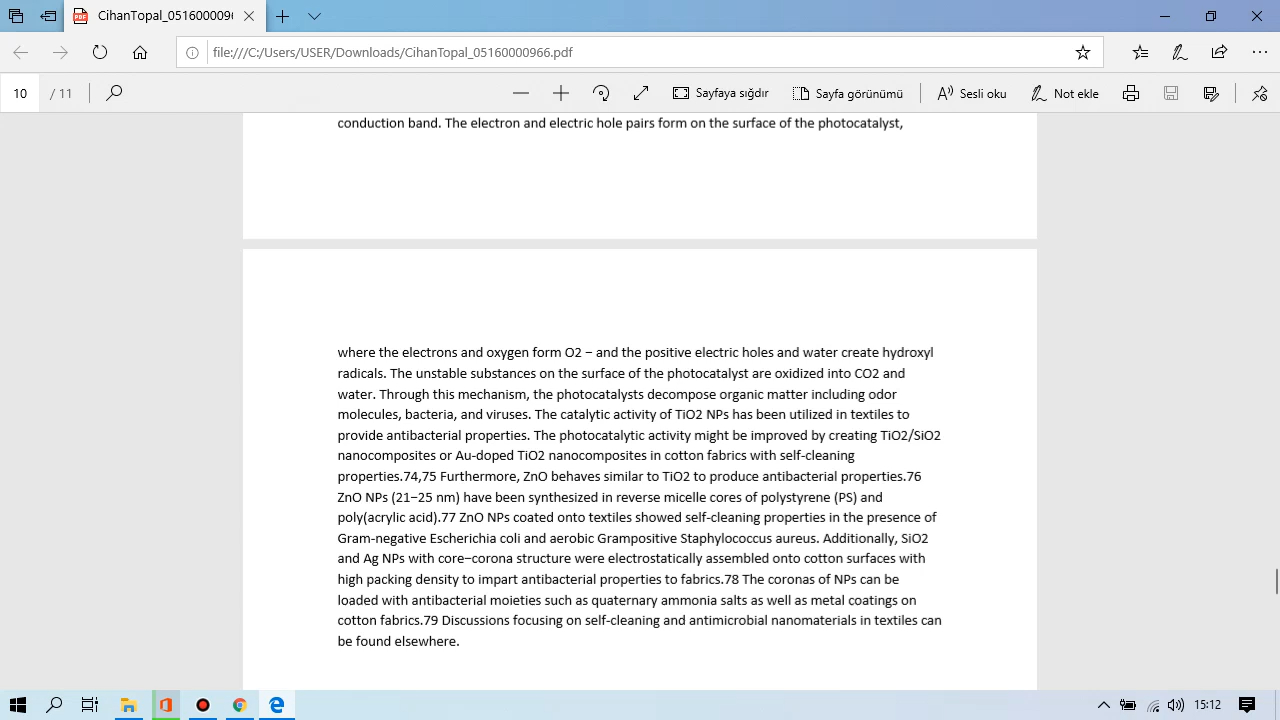 CihanTopal_051600009
file:///C:/Users/USER/Downloads/CihanTopal_05160000966.pdf
10 / 11 Sayfaya sığdır Sayfa görünümü Sesli oku Not ekle
conduction band. The electron and electric hole pairs form on the surface of the photocatalyst,
where the electrons and oxygen form O2 − and the positive electric holes and water create hydroxyl
radicals. The unstable substances on the surface of the photocatalyst are oxidized into CO2 and
water. Through this mechanism, the photocatalysts decompose organic matter including odor
molecules, bacteria, and viruses. The catalytic activity of TiO2 NPs has been utilized in textiles to
provide antibacterial properties. The photocatalytic activity might be improved by creating TiO2/SiO2
nanocomposites or Au-doped TiO2 nanocomposites in cotton fabrics with self-cleaning
properties.74,75 Furthermore, ZnO behaves similar to TiO2 to produce antibacterial properties.76
ZnO NPs (21−25 nm) have been synthesized in reverse micelle cores of polystyrene (PS) and
poly(acrylic acid).77 ZnO NPs coated onto textiles showed self-cleaning properties in the presence of
Gram-negative Escherichia coli and aerobic Grampositive Staphylococcus aureus. Additionally, SiO2
and Ag NPs with core−corona structure were electrostatically assembled onto cotton surfaces with
high packing density to impart antibacterial properties to fabrics.78 The coronas of NPs can be
loaded with antibacterial moieties such as quaternary ammonia salts as well as metal coatings on
cotton fabrics.79 Discussions focusing on self-cleaning and antimicrobial nanomaterials in textiles can
be found elsewhere.
15:12